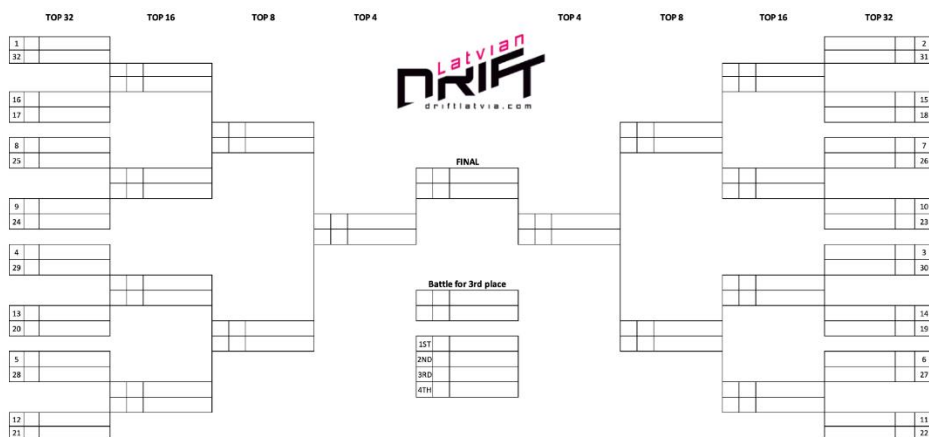 TOP 32 TOP 16 TOP 8 TOP 4 TOP 4 TOP 8 TOP 16 TOP 32
Latvian
DRIFT
driftlatvia.com
1 2
32 31
16 15
17 18
8 7
25 26
FINAL
9 10
24 23
4 3
29 30
Battle for 3rd place
13 14
20 19
1ST
5 2ND 6
28 3RD 27
4TH
12 11
21 22